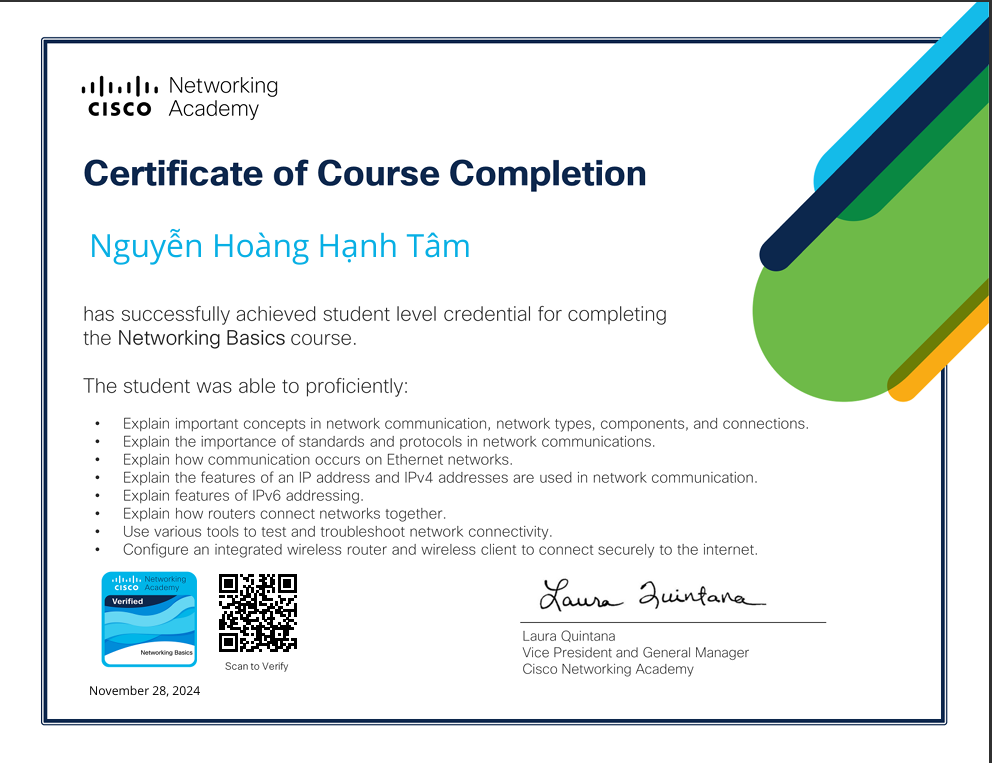 Networking
CISCO Academy
Certificate of Course Completion
Nguyễn Hoàng Hạnh Tâm
has successfully achieved student level credential for completing
the Networking Basics course.
The student was able to proficiently:
• Explain important concepts in network communication, network types, components, and connections.
• Explain the importance of standards and protocols in network communications.
• Explain how communication occurs on Ethernet networks.
• Explain the features of an IP address and IPv4 addresses are used in network communication.
• Explain features of IPv6 addressing.
• Explain how routers connect networks together.
• Use various tools to test and troubleshoot network connectivity.
• Configure an integrated wireless router and wireless client to connect securely to the internet.
Networking
CISCO Academy
Verified
Networking Basics
Scan to Verify
November 28, 2024
Laura Quintana
Laura Quintana
Vice President and General Manager
Cisco Networking Academy